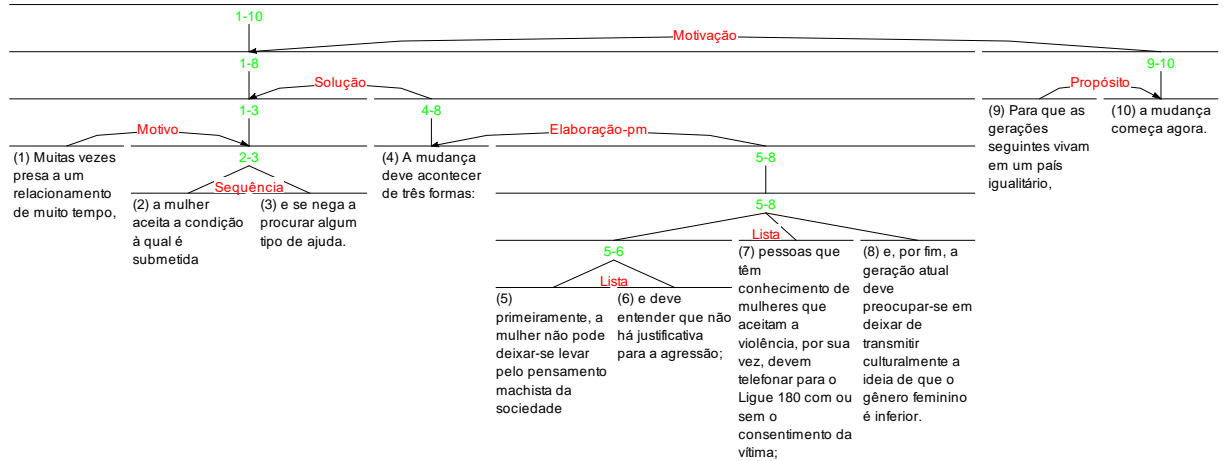 1-10
Motivação
1-8
9-10
Solução
Propósito
1-3
4-8
(9) Para que as
gerações
seguintes vivam
em um país
igualitário,
(10) a mudança
começa agora.
Motivo
Elaboração-pm
(1) Muitas vezes
presa a um
relacionamento
de muito tempo,
2-3
(4) A mudança
deve acontecer
de três formas:
5-8
Sequência
(2) a mulher
aceita a condição
à qual é
submetida
(3) e se nega a
procurar algum
tipo de ajuda.
5-8
Lista
5-6
(7) pessoas que
têm
conhecimento de
mulheres que
aceitam a
violência, por sua
vez, devem
telefonar para o
Ligue 180 com ou
sem o
consentimento da
vítima;
(8) e, por fim, a
geração atual
deve
preocupar-se em
deixar de
transmitir
culturalmente a
ideia de que o
gênero feminino
é inferior.
Lista
(5)
primeiramente, a
mulher não pode
deixar-se levar
pelo pensamento
machista da
sociedade
(6) e deve
entender que não
há justificativa
para a agressão;